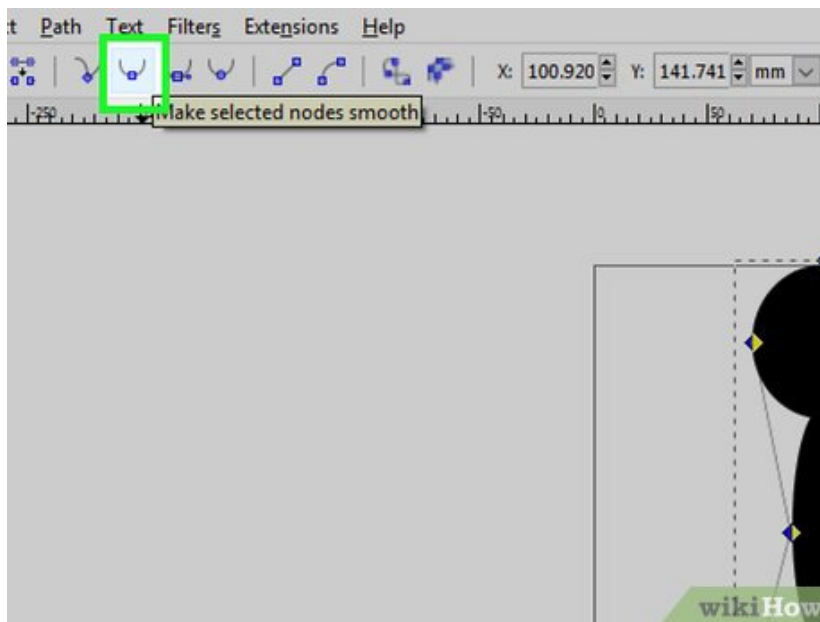 t Path Text Filters Extensions Help
X: 100.920 Y: 141.741 mm
Make selected nodes smooth
-250 -50 0 50
wikiHow